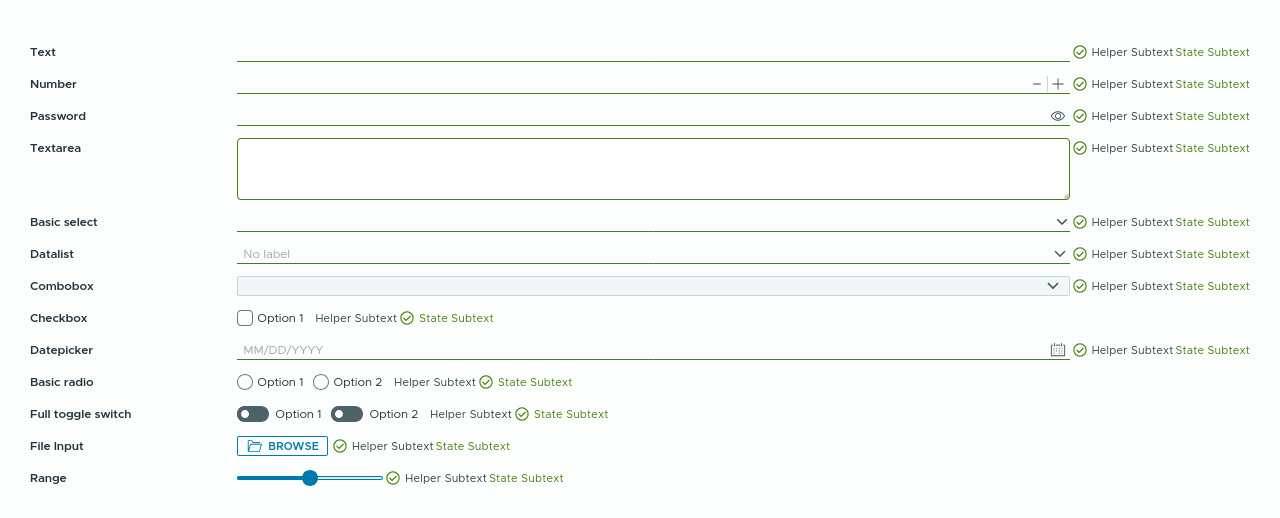 Text Helper Subtext State Subtext
Number Helper Subtext State Subtext
Password Helper Subtext State Subtext
Textarea Helper Subtext State Subtext
Basic select Helper Subtext State Subtext
Datalist No label Helper Subtext State Subtext
Combobox Helper Subtext State Subtext
Checkbox Option 1 Helper Subtext State Subtext
Datepicker MM/DD/YYYY Helper Subtext State Subtext
Basic radio Option 1 Option 2 Helper Subtext State Subtext
Full toggle switch Option 1 Option 2 Helper Subtext State Subtext
File Input BROWSE Helper Subtext State Subtext
Range Helper Subtext State Subtext